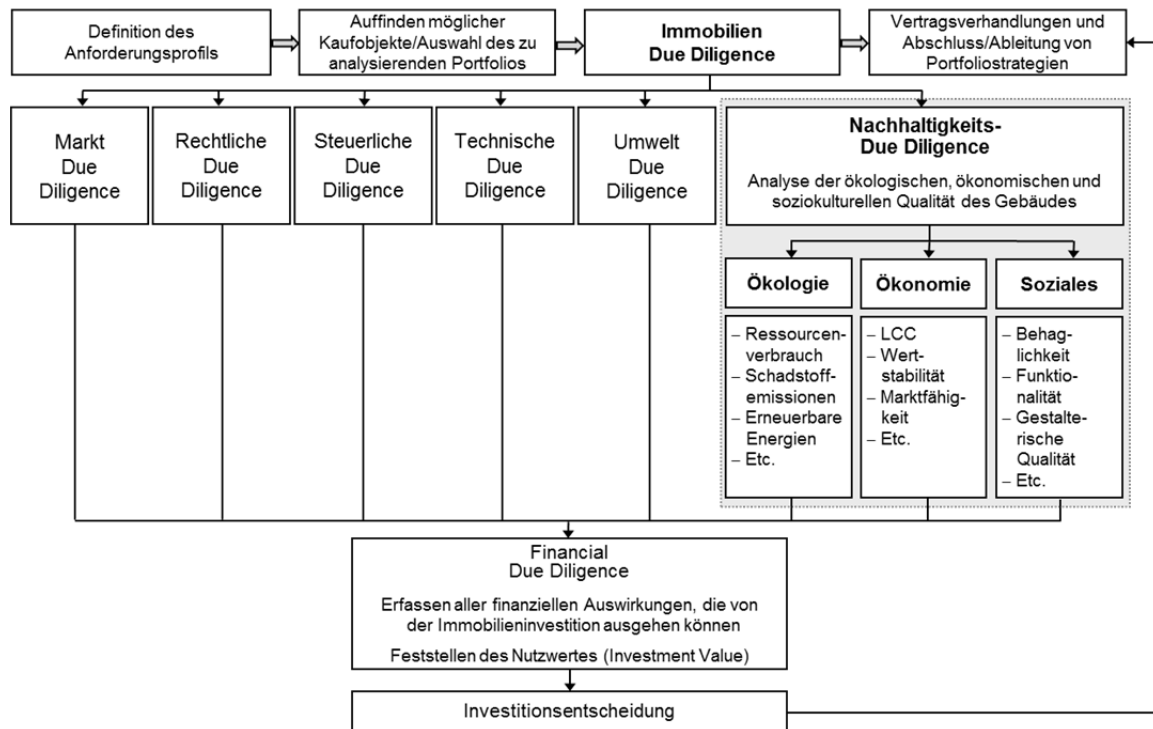 Definition des
Anforderungsprofils
Auffinden möglicher
Kaufobjekte/Auswahl des zu
analysierenden Portfolios
Immobilien
Due Diligence
Vertragsverhandlungen und
Abschluss/Ableitung von
Portfoliostrategien
Markt
Due
Diligence
Rechtliche
Due
Diligence
Steuerliche
Due
Diligence
Technische
Due
Diligence
Umwelt
Due
Diligence
Nachhaltigkeits-
Due Diligence
Analyse der ökologischen, ökonomischen und
soziokulturellen Qualität des Gebäudes
Ökologie
– Ressourcen-
verbrauch
– Schadstoff-
emissionen
– Erneuerbare
Energien
– Etc.
Ökonomie
– LCC
– Wert-
stabilität
– Marktfähig-
keit
– Etc.
Soziales
– Behag-
lichkeit
– Funktio-
nalität
– Gestalte-
rische
Qualität
– Etc.
Financial
Due Diligence
Erfassen aller finanziellen Auswirkungen, die von
der Immobilieninvestition ausgehen können
Feststellen des Nutzwertes (Investment Value)
Investitionsentscheidung